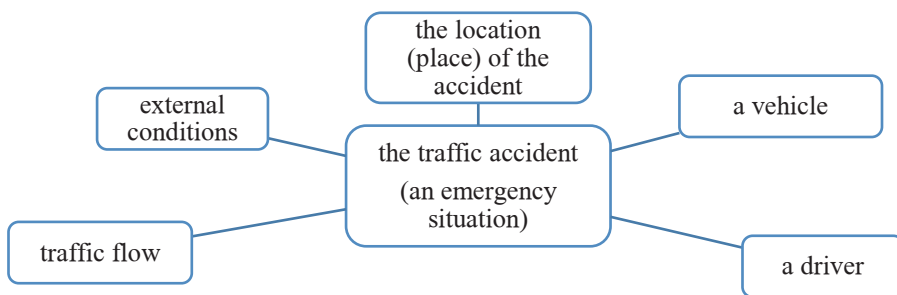 the location
(place) of the
accident
external
conditions
a vehicle
the traffic accident
(an emergency
situation)
traffic flow
a driver